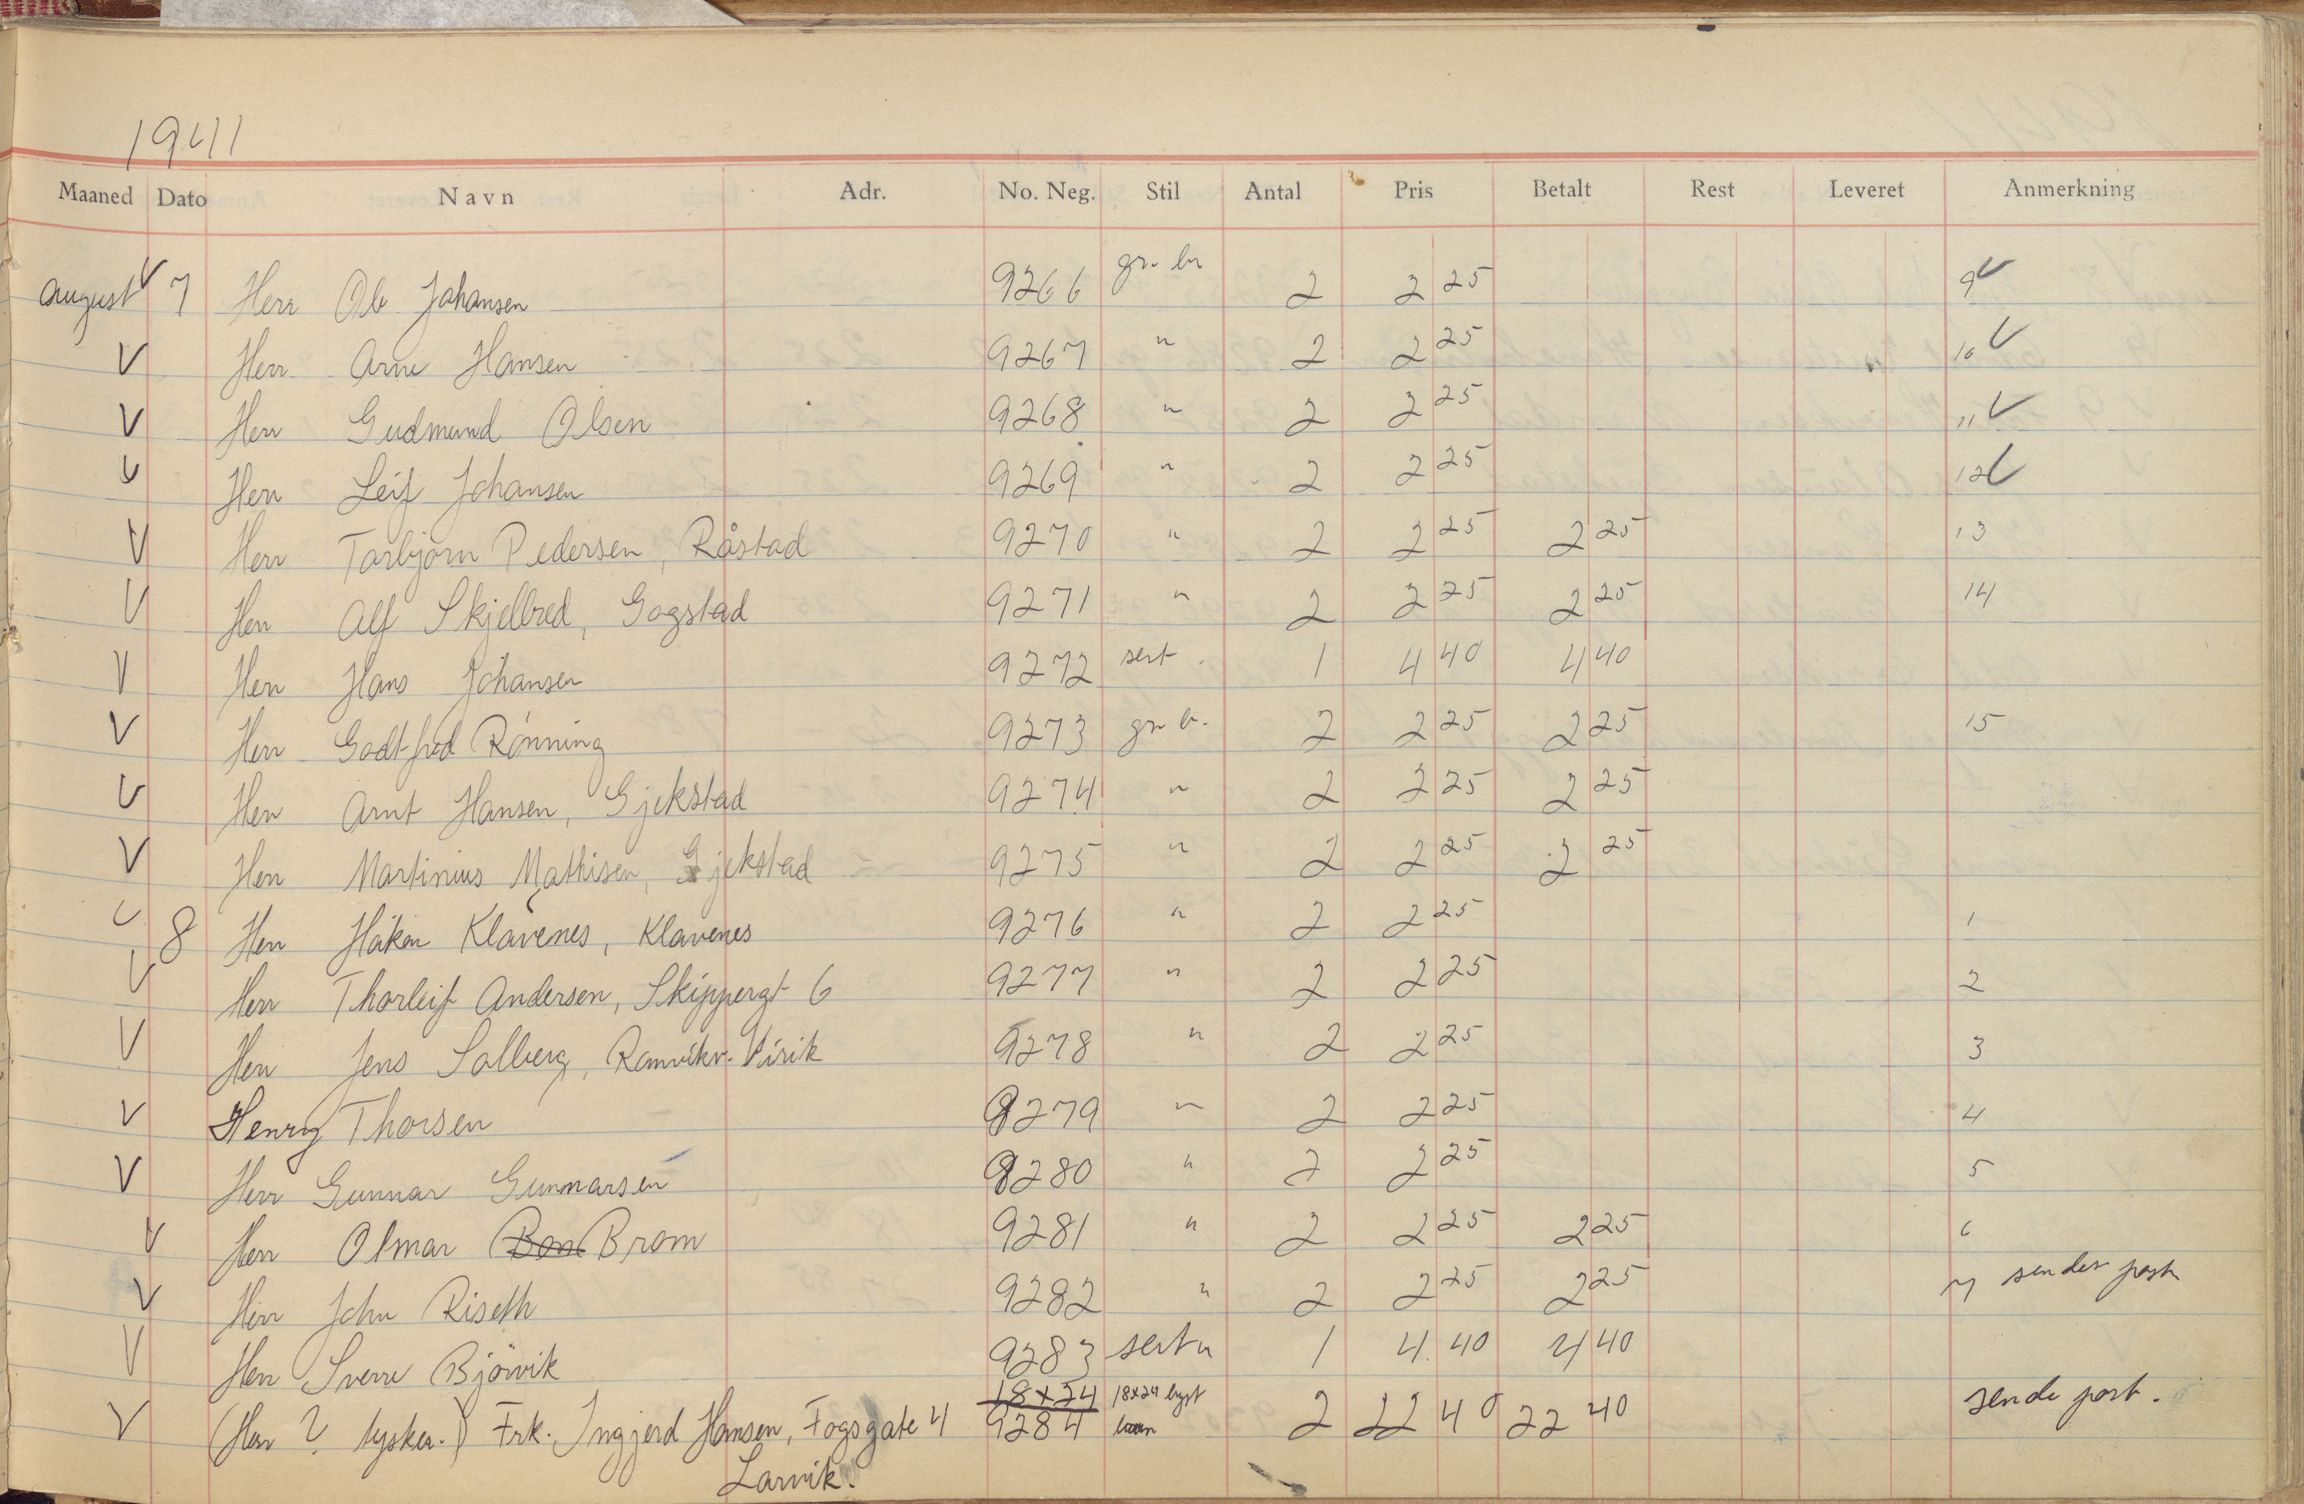 1941
Maaned Dato Navn Adr. No. Neg. Stil Antal Pris Betalt Rest Leveret Anmerkning
august V 7 Herr Ole Johansen 9266 gr. br 2 2 25 9 V
V Herr Arne Hansen 9267 " 2 2 25 10 V
V Herr Gudmund Olsen 9268 " 2 2 25 11 V
V Herr Leif Johansen 9269 " 2 2 25 12 V
V Herr Torbjørn Pedersen, Råstad 9270 " 2 2 25 2 25 13
V Herr Alf Skjelbred, Gogstad 9271 " 2 2 25 2 25 14
V Herr Hans Johansen 9272 sert. 1 4 40 4 40
V Herr Godtfred Rønning 9273 gr b. 2 2 25 2 25 15
V Herr Arnt Hansen, Gjekstad 9274 " 2 2 25 2 25
V Herr Martinius Mathisen, Gjekstad 9275 " 2 2 25 2 25
V 8 Herr Håkon Klavenes, Klavenes 9276 " 2 2 25 1
V Herr Thorleif Andersen, Skippergt 6 9277 " 2 2 25 2
V Herr Jens Solberg, Ranvikv. 9278 " 2 2 25 3
V Henry Thorsen 9279 " 2 2 25 4
V Herr Gunnar Gunnarsen 9280 " 2 2 25 5
V Herr Olmar Bom Brom 9281 " 2 2 25 2 25 6
V Herr John Riseth 9282 " 2 2 25 2 25 7 sendes post
V Herr Sverre Bjørvik 9283 sert 1 4 40 4 40
18x24 18x24 lyst
V (Herr ? tysker.) Frk. Ingjerd Hansen, Fogsgate 4 9284 2 22 40 22 40 sende post.
Larvik.